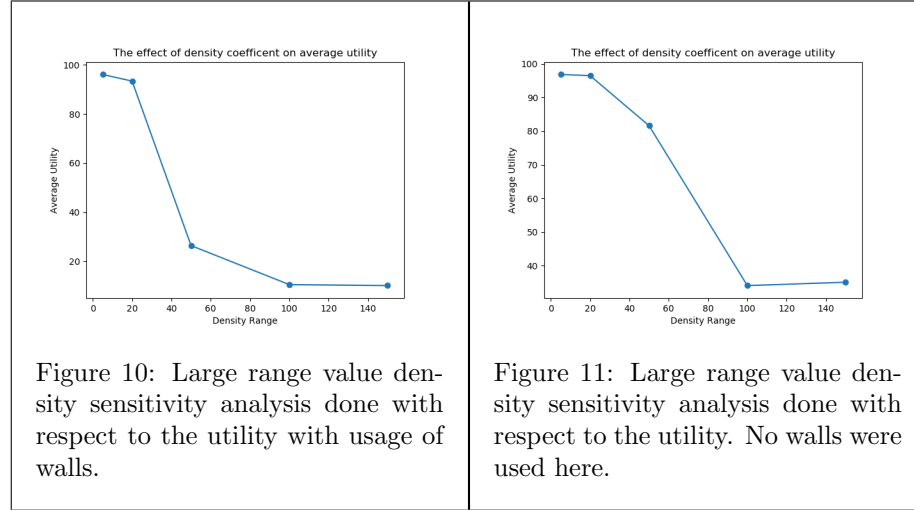 The effect of density coefficent on average utility
100
80
60
40
20
Average Utility
0 20 40 60 80 100 120 140
Density Range
Figure 10: Large range value den-
sity sensitivity analysis done with
respect to the utility with usage of
walls.
The effect of density coefficent on average utility
100
90
80
70
60
50
40
Average Utility
0 20 40 60 80 100 120 140
Density Range
Figure 11: Large range value den-
sity sensitivity analysis done with
respect to the utility. No walls were
used here.